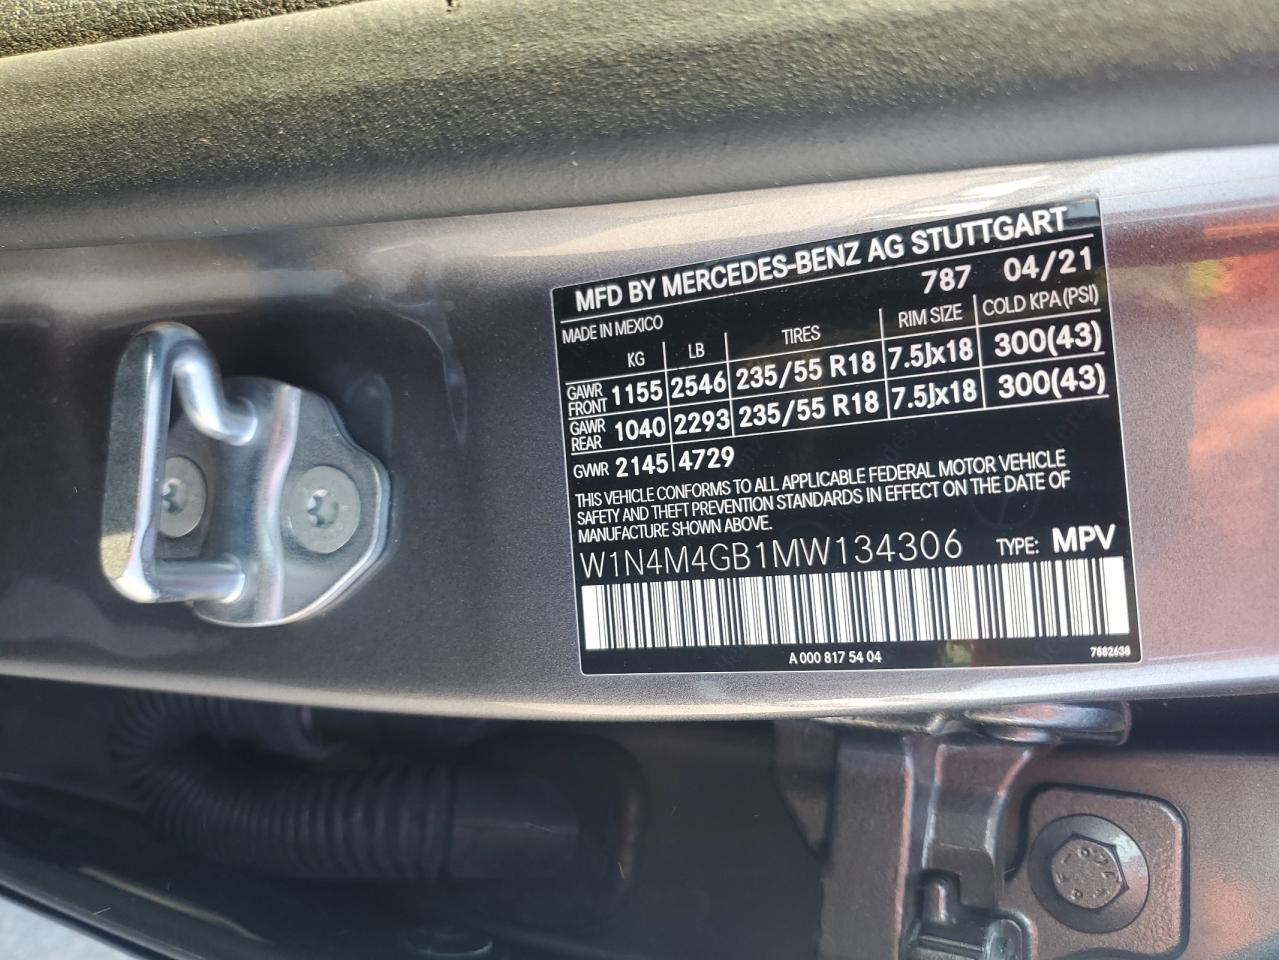 MFD BY MERCEDES-BENZ AG STUTTGART
787 04/21
MADE IN MEXICO
KG LB TIRES RIM SIZE COLD KPA (PSI)
GAWR FRONT 1155 2546 235/55 R18 7.5Jx18 300(43)
GAWR REAR 1040 2293 235/55 R18 7.5Jx18 300(43)
GVWR 2145 4729
THIS VEHICLE CONFORMS TO ALL APPLICABLE FEDERAL MOTOR VEHICLE
SAFETY AND THEFT PREVENTION STANDARDS IN EFFECT ON THE DATE OF
MANUFACTURE SHOWN ABOVE.
W1N4M4GB1MW134306 TYPE: MPV
A 000 817 54 04 7882638